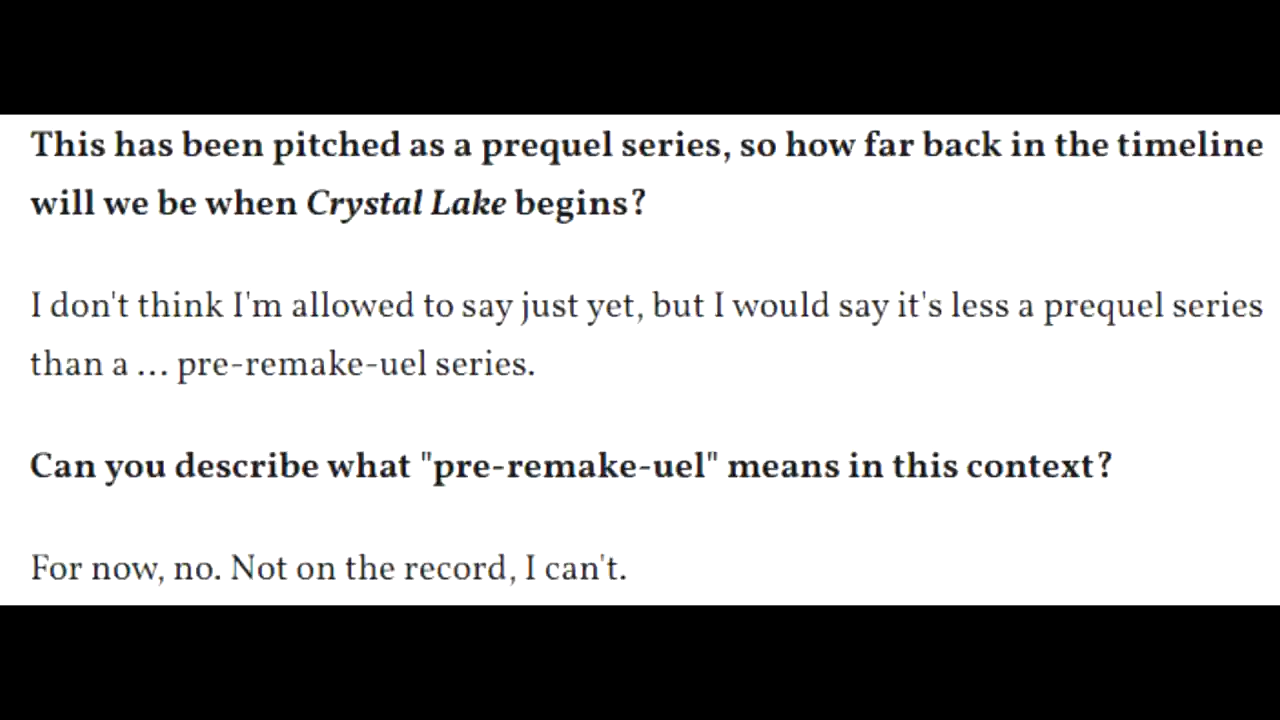 This has been pitched as a prequel series, so how far back in the timeline
will we be when Crystal Lake begins?
I don't think I'm allowed to say just yet, but I would say it's less a prequel series
than a ... pre-remake-uel series.
Can you describe what "pre-remake-uel" means in this context?
For now, no. Not on the record, I can't.